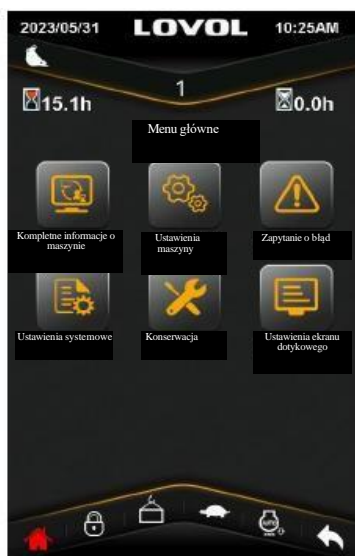 2023/05/31 LOVOL 10:25AM
1
15.1h 0.0h
Menu główne
Kompletne informacje o
maszynie
Ustawienia
maszyny
Zapytanie o błąd
Ustawienia systemowe
Konserwacja
Ustawienia ekranu
dotykowego